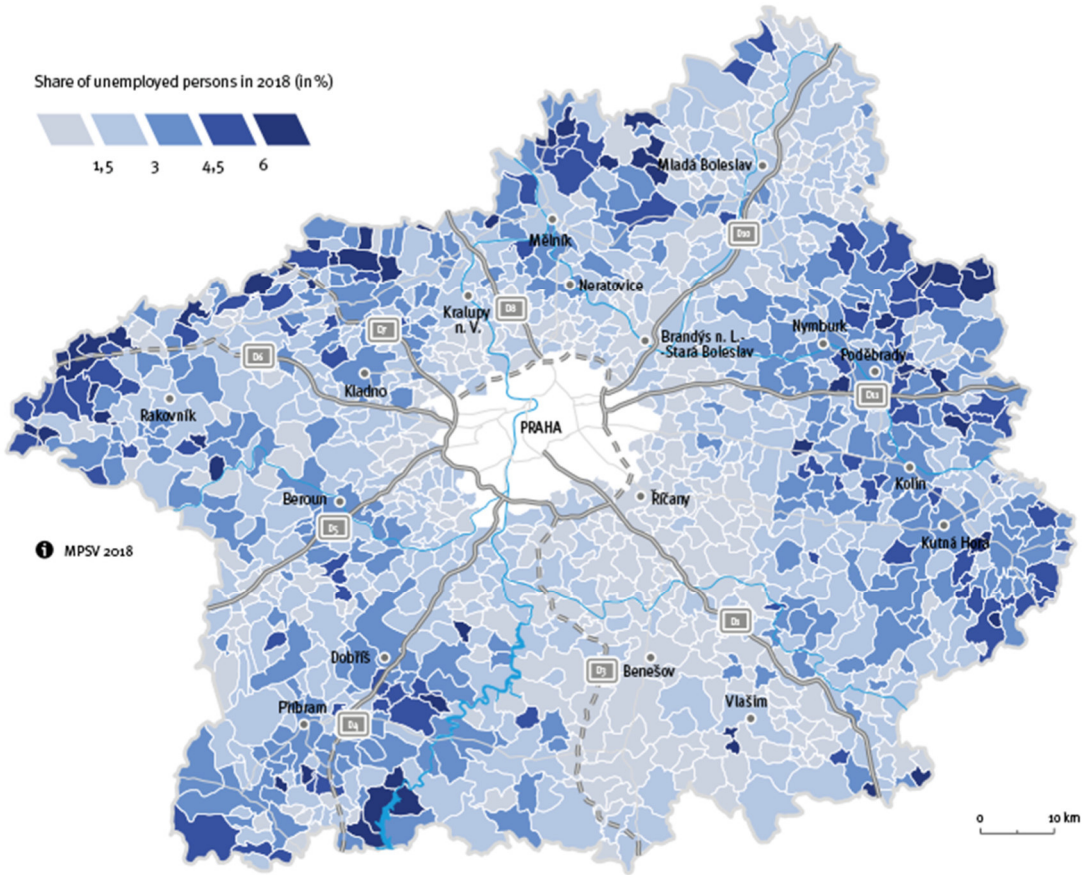 Share of unemployed persons in 2018 (in %)
1,5 3 4,5 6
Mladá Boleslav
D10
Mělník
Neratovice
Kralupy
n. V.
D8
D7
Nymburk
Brandýs n. L.-
-Stará Boleslav
D6
Poděbrady
Kladno
D11
Rakovník
PRAHA
Kolín
Beroun
Říčany
D5
Kutná Hora
MPSV 2018
D1
Dobříš
D3
Benešov
Příbram
Vlašim
D4
0 10 km